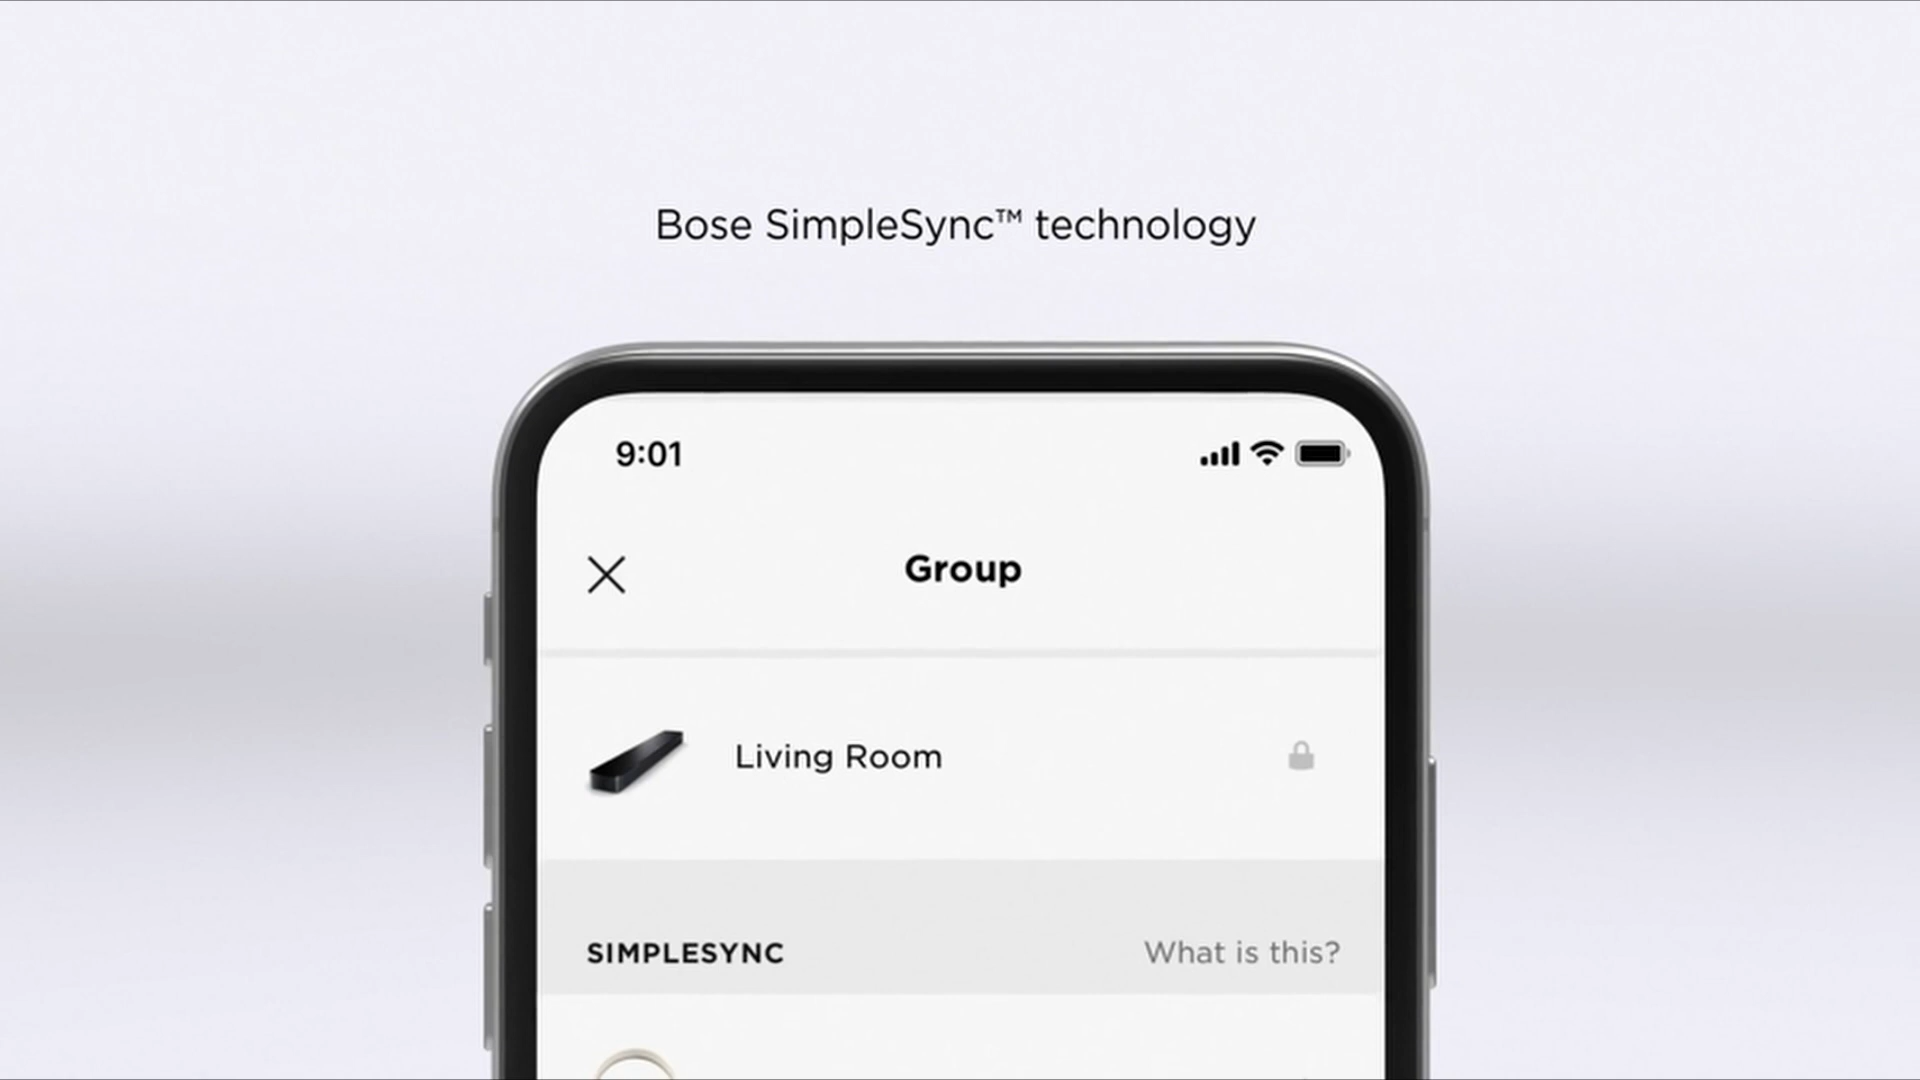 Bose SimpleSync™ technology
9:01
Group
Living Room
SIMPLESYNC What is this?